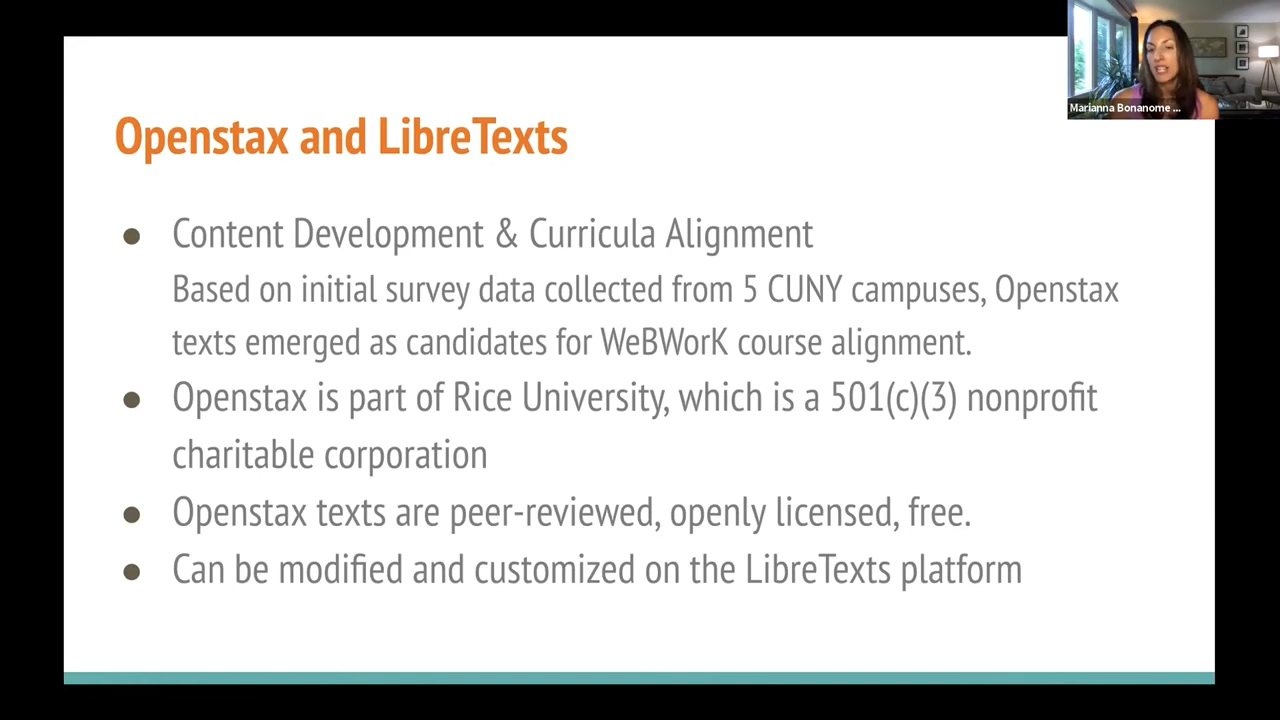 Marianna Bonanome ...
Openstax and LibreTexts
● Content Development & Curricula Alignment
Based on initial survey data collected from 5 CUNY campuses, Openstax
texts emerged as candidates for WeBWorK course alignment.
● Openstax is part of Rice University, which is a 501(c)(3) nonprofit
charitable corporation
● Openstax texts are peer-reviewed, openly licensed, free.
● Can be modified and customized on the LibreTexts platform